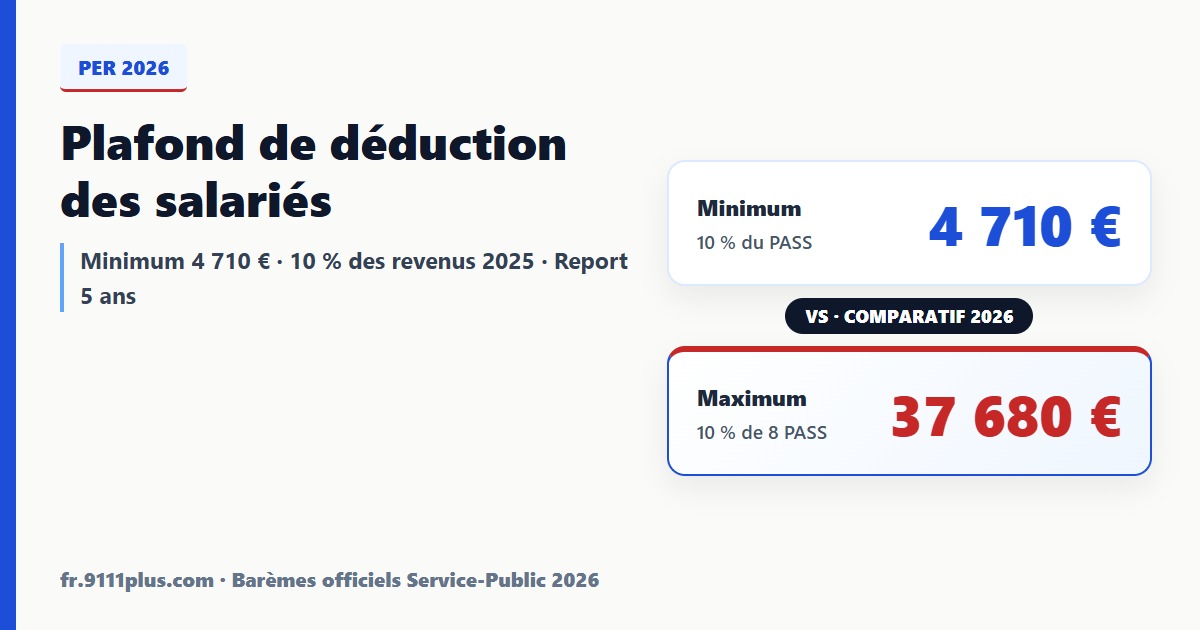 PER 2026
Plafond de déduction
des salariés
Minimum 4 710 € · 10 % des revenus 2025 · Report
5 ans
Minimum
10 % du PASS
4 710 €
VS · COMPARATIF 2026
Maximum
10 % de 8 PASS
37 680 €
fr.9111plus.com · Barèmes officiels Service-Public 2026